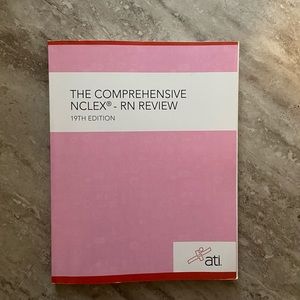 THE COMPREHENSIVE
NCLEX® - RN REVIEW
19TH EDITION
ati